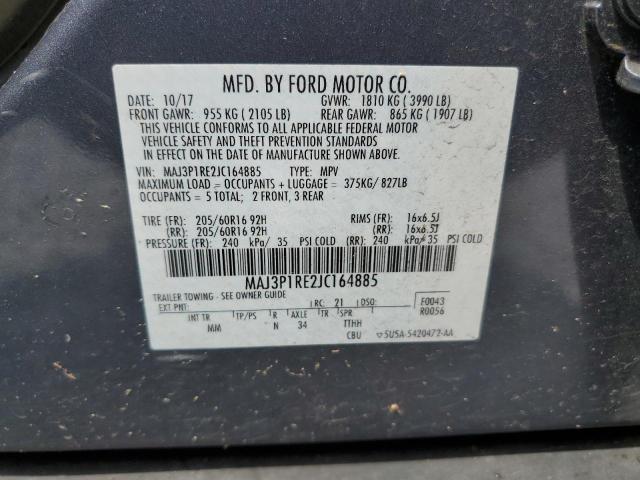 MFD. BY FORD MOTOR CO.
DATE: 10/17 GVWR: 1810 KG ( 3990 LB)
FRONT GAWR: 955 KG ( 2105 LB) REAR GAWR: 865 KG ( 1907 LB)
THIS VEHICLE CONFORMS TO ALL APPLICABLE FEDERAL MOTOR
VEHICLE SAFETY AND THEFT PREVENTION STANDARDS
IN EFFECT ON THE DATE OF MANUFACTURE SHOWN ABOVE.
VIN: MAJ3P1RE2JC164885 TYPE: MPV
MAXIMUM LOAD = OCCUPANTS + LUGGAGE = 375KG/ 827LB
OCCUPANTS = 5 TOTAL; 2 FRONT, 3 REAR
TIRE (FR): 205/60R16 92H RIMS (FR): 16x6.5J
(RR): 205/60R16 92H (RR): 16x6.5J
PRESSURE (FR): 240 kPa/ 35 PSI COLD (RR): 240 kPa/ 35 PSI COLD
MAJ3P1RE2JC164885
TRAILER TOWING - SEE OWNER GUIDE
EXT PNT: RC: 21 DSO: F0043
R0056
INT TR TP/PS R AXLE TR SPR
MM N 34 TTHH
CBU 5U5A-5420472-AA